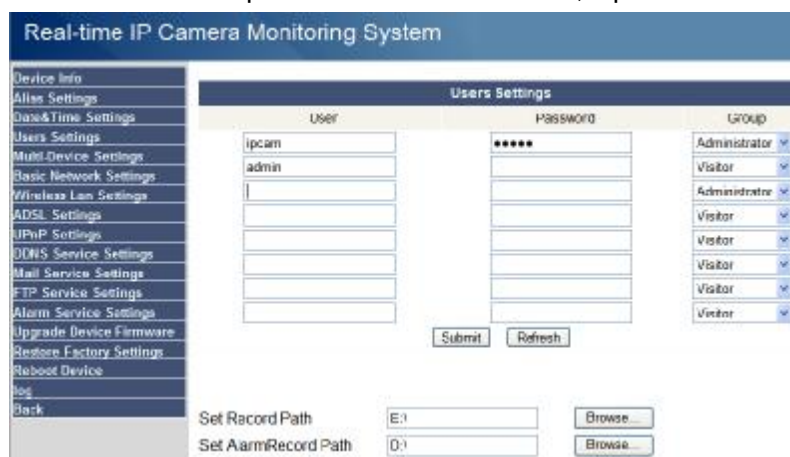 Real-time IP Camera Monitoring System
Device Info
Alias Settings
Date&Time Settings
Users Settings
Multi-Device Settings
Basic Network Settings
Wireless Lan Settings
ADSL Settings
UPnP Settings
DDNS Service Settings
Mail Service Settings
FTP Service Settings
Alarm Service Settings
Upgrade Device Firmware
Restore Factory Settings
Reboot Device
log
Back
Users Settings
User Password Group
ipcam ●●●●● Administrator
admin Visitor
Administrator
Visitor
Visitor
Visitor
Visitor
Visitor
Submit Refresh
Set Record Path E:\ Browse...
Set AlarmRecord Path D:\ Browse...